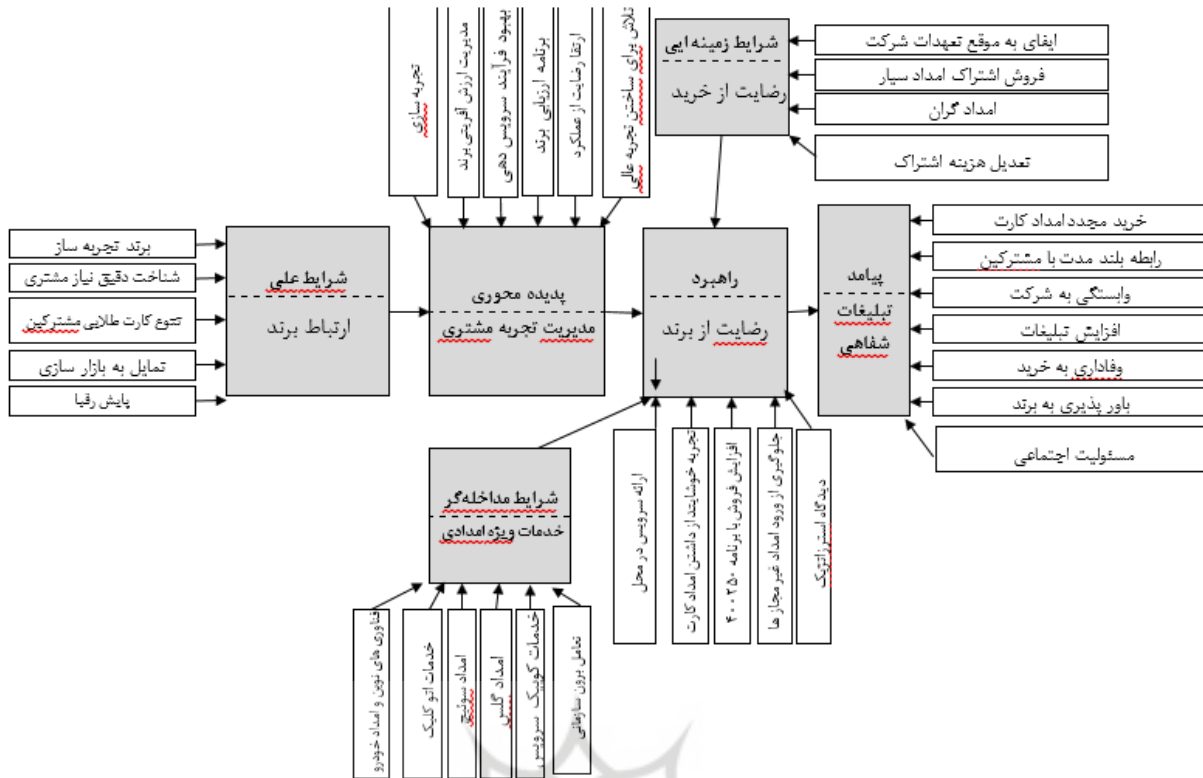 تجربه سازی
مدیریت ارزش آفرینی برند
بهبود فرآیند سرویس دهی
برنامه ارزیابی برند
ارتقا رضایت از عملکرد
تلاش برای ساختن تجربه عالی
شرایط زمینه ایی
رضایت از خرید
ایفای به موقع تعهدات شرکت
فروش اشتراک امداد سیار
امداد گران
تعدیل هزینه اشتراک
برند تجربه ساز
شناخت دقیق نیاز مشتری
تنوع کارت طلایی مشترکین
تمایل به بازار سازی
پایش رقبا
شرایط علی
ارتباط برند
پدیده محوری
مدیریت تجربه مشتری
راهبرد
رضایت از برند
پیامد
تبلیغات
شفاهی
خرید مجدد امداد کارت
رابطه بلند مدت با مشترکین
وابستگی به شرکت
افزایش تبلیغات
وفاداری به خرید
باور پذیری به برند
مسئولیت اجتماعی
شرایط مداخله‌گر
خدمات ویژه امدادی
ارائه سرویس در محل
تجربه خوشایند از داشتن امداد کارت
افزایش فروش با برنامه ۴۰۰۲۵۰
جلوگیری از ورود امداد غیر مجاز ها
دیدگاه استرزاتژیک
فناوری های نوین و امداد خودرو
خدمات اتو کلیک
امداد سوئیچ
امداد گلس
خدمات کوییک سرویس
تعامل برون سازمانی